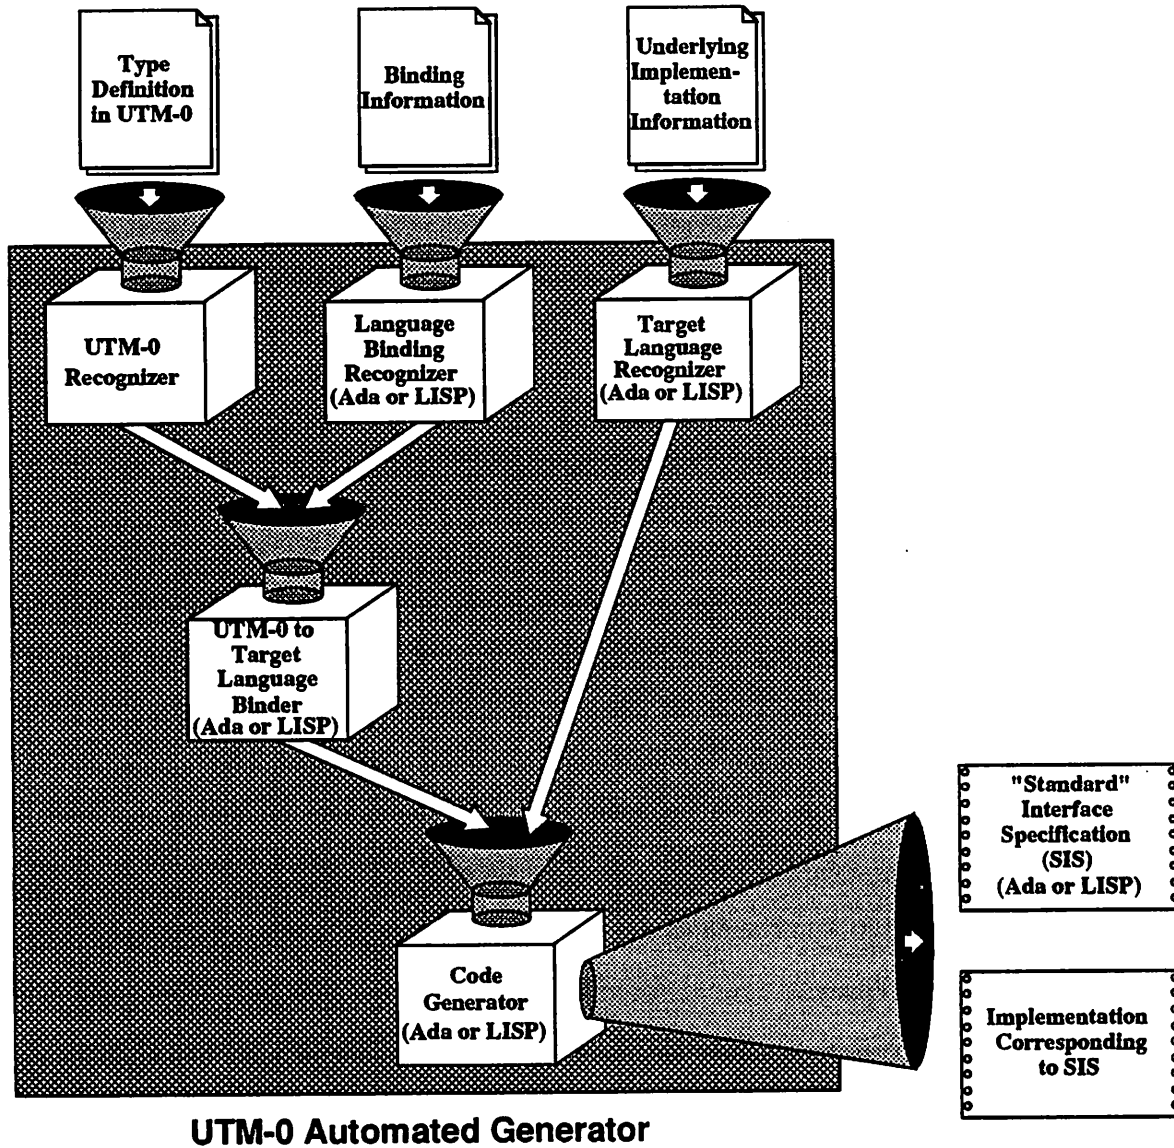 Type
Definition
in UTM-0
Binding
Information
Underlying
Implemen-
tation
Information
UTM-0
Recognizer
Language
Binding
Recognizer
(Ada or LISP)
Target
Language
Recognizer
(Ada or LISP)
UTM-0 to
Target
Language
Binder
(Ada or LISP)
Code
Generator
(Ada or LISP)
"Standard"
Interface
Specification
(SIS)
(Ada or LISP)
Implementation
Corresponding
to SIS
UTM-0 Automated Generator